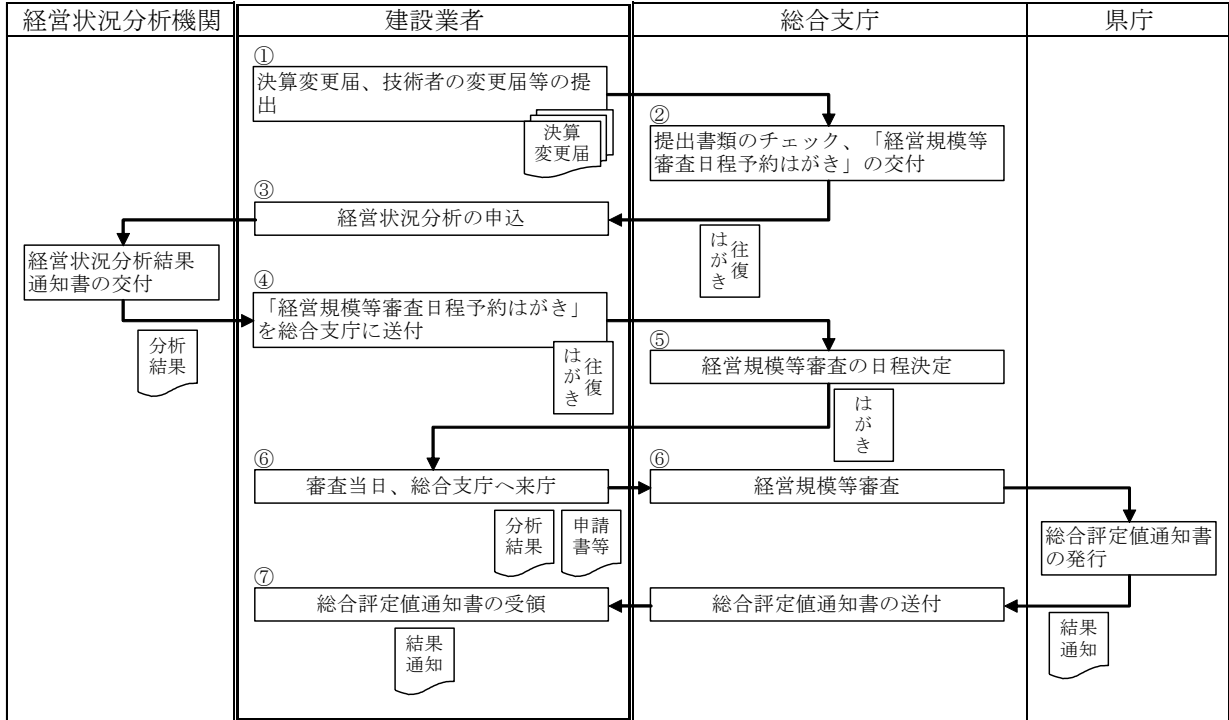 経営状況分析機関
建設業者
総合支庁
県庁
①
決算変更届、技術者の変更届等の提
出
決算
変更届
②
提出書類のチェック、「経営規模等
審査日程予約はがき」の交付
③
経営状況分析の申込
往復
はがき
経営状況分析結果
通知書の交付
分析
結果
④
「経営規模等審査日程予約はがき」
を総合支庁に送付
往復
はがき
⑤
経営規模等審査の日程決定
はがき
⑥
審査当日、総合支庁へ来庁
⑥
経営規模等審査
分析
結果
申請
書等
総合評定値通知書
の発行
⑦
総合評定値通知書の受領
総合評定値通知書の送付
結果
通知
結果
通知